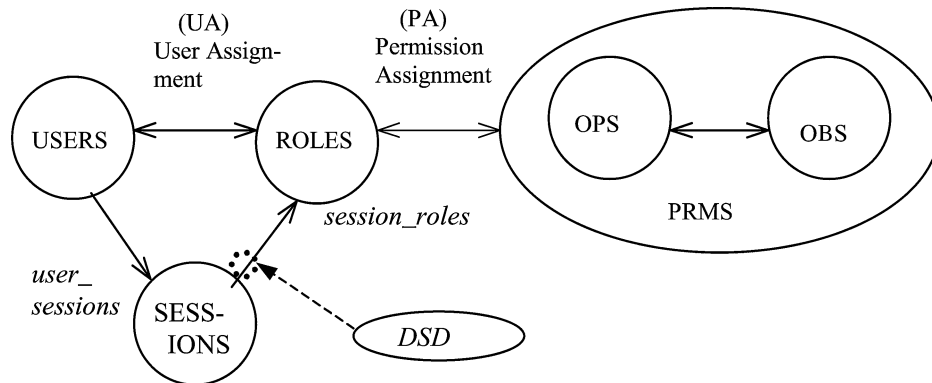 (UA)
User Assign-
ment
(PA)
Permission
Assignment
USERS
ROLES
OPS
OBS
PRMS
session_roles
user_
sessions
SESS-
IONS
DSD